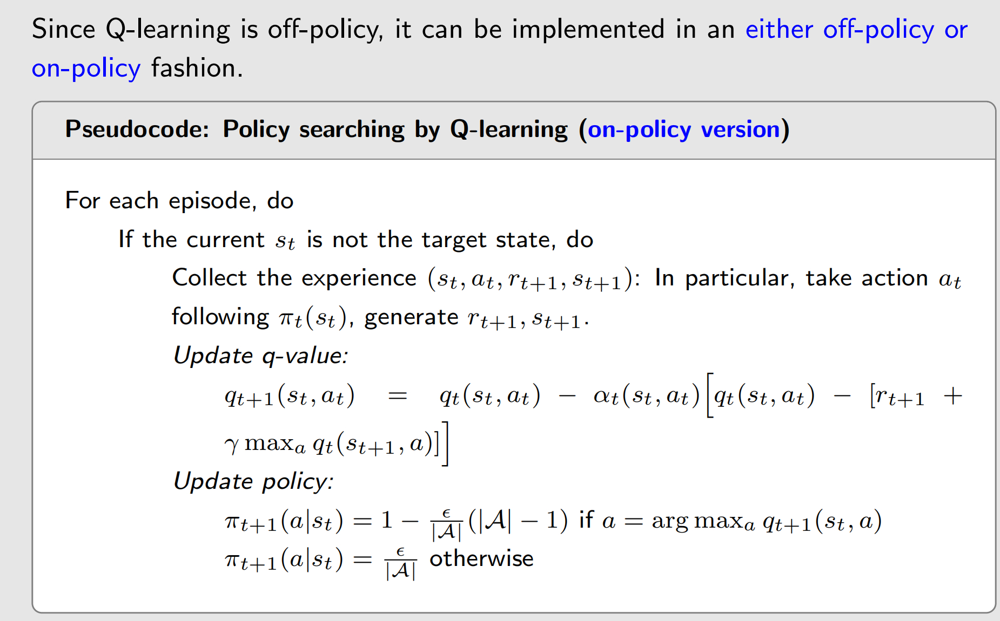 Since Q-learning is off-policy, it can be implemented in an either off-policy or
on-policy fashion.
Pseudocode: Policy searching by Q-learning (on-policy version)
For each episode, do
If the current $s_t$ is not the target state, do
Collect the experience $(s_t, a_t, r_{t+1}, s_{t+1})$: In particular, take action $a_t$
following $\pi_t(s_t)$, generate $r_{t+1}, s_{t+1}$.
Update q-value:
$q_{t+1}(s_t, a_t) = q_t(s_t, a_t) - \alpha_t(s_t, a_t)\Big[q_t(s_t, a_t) - [r_{t+1} +$
$\gamma \max_a q_t(s_{t+1}, a)]\Big]$
Update policy:
$\pi_{t+1}(a|s_t) = 1 - \frac{\epsilon}{|\mathcal{A}|}(|\mathcal{A}| - 1)$ if $a = \arg\max_a q_{t+1}(s_t, a)$
$\pi_{t+1}(a|s_t) = \frac{\epsilon}{|\mathcal{A}|}$ otherwise